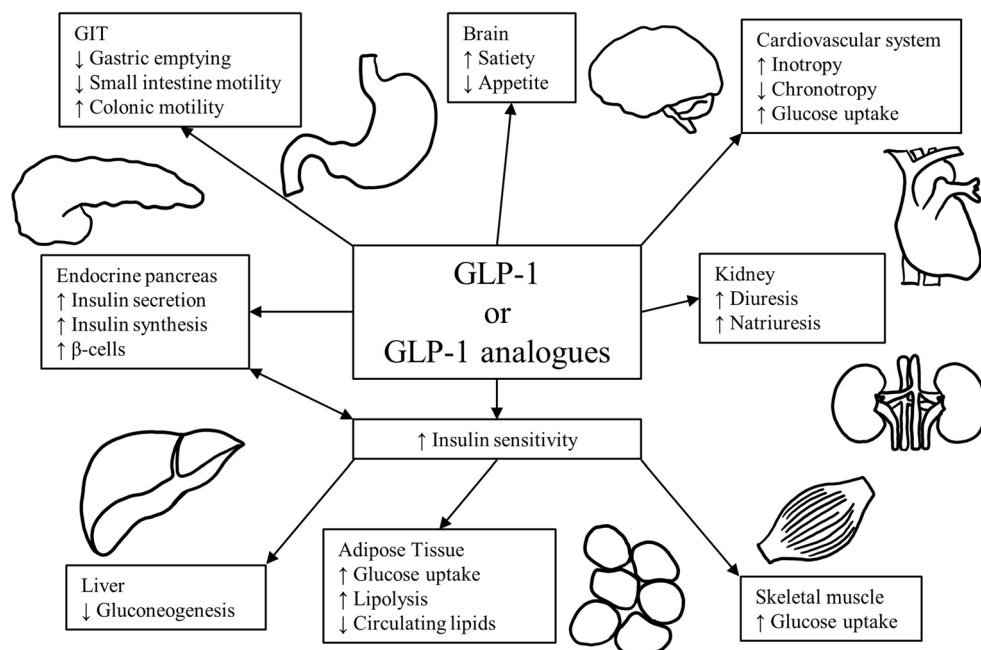 GIT
↓ Gastric emptying
↓ Small intestine motility
↑ Colonic motility
Brain
↑ Satiety
↓ Appetite
Cardiovascular system
↑ Inotropy
↓ Chronotropy
↑ Glucose uptake
Endocrine pancreas
↑ Insulin secretion
↑ Insulin synthesis
↑ β-cells
GLP-1
or
GLP-1 analogues
Kidney
↑ Diuresis
↑ Natriuresis
↑ Insulin sensitivity
Liver
↓ Gluconeogenesis
Adipose Tissue
↑ Glucose uptake
↑ Lipolysis
↓ Circulating lipids
Skeletal muscle
↑ Glucose uptake